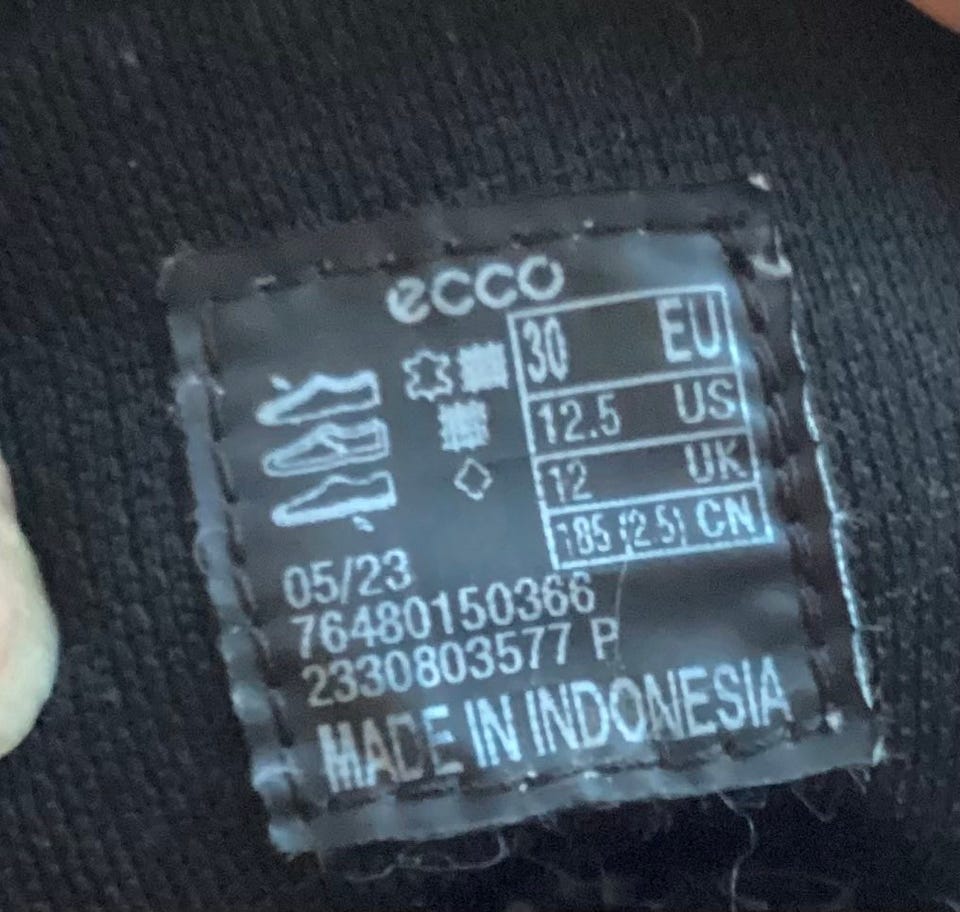 ecco
30 EU
12.5 US
12 UK
185 (2.5) CN
05/23
76480150366
2330803577 P
MADE IN INDONESIA